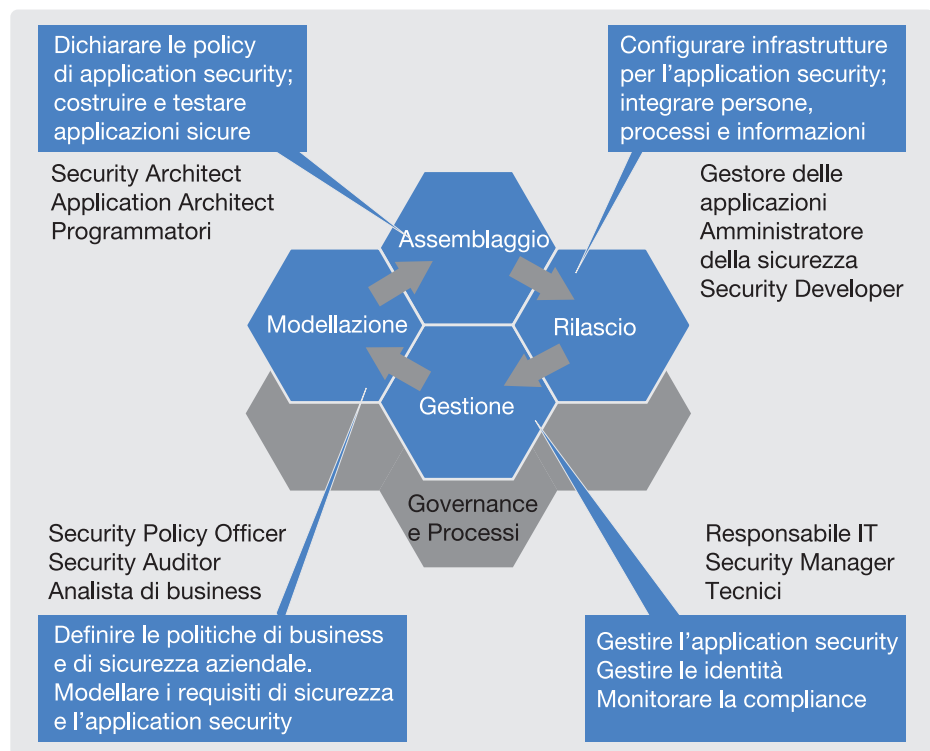 Dichiarare le policy
di application security;
costruire e testare
applicazioni sicure
Security Architect
Application Architect
Programmatori
Configurare infrastrutture
per l'application security;
integrare persone,
processi e informazioni
Gestore delle
applicazioni
Amministratore
della sicurezza
Security Developer
Assemblaggio
Modellazione
Rilascio
Gestione
Governance
e Processi
Security Policy Officer
Security Auditor
Analista di business
Definire le politiche di business
e di sicurezza aziendale.
Modellare i requisiti di sicurezza
e l'application security
Responsabile IT
Security Manager
Tecnici
Gestire l'application security
Gestire le identità
Monitorare la compliance